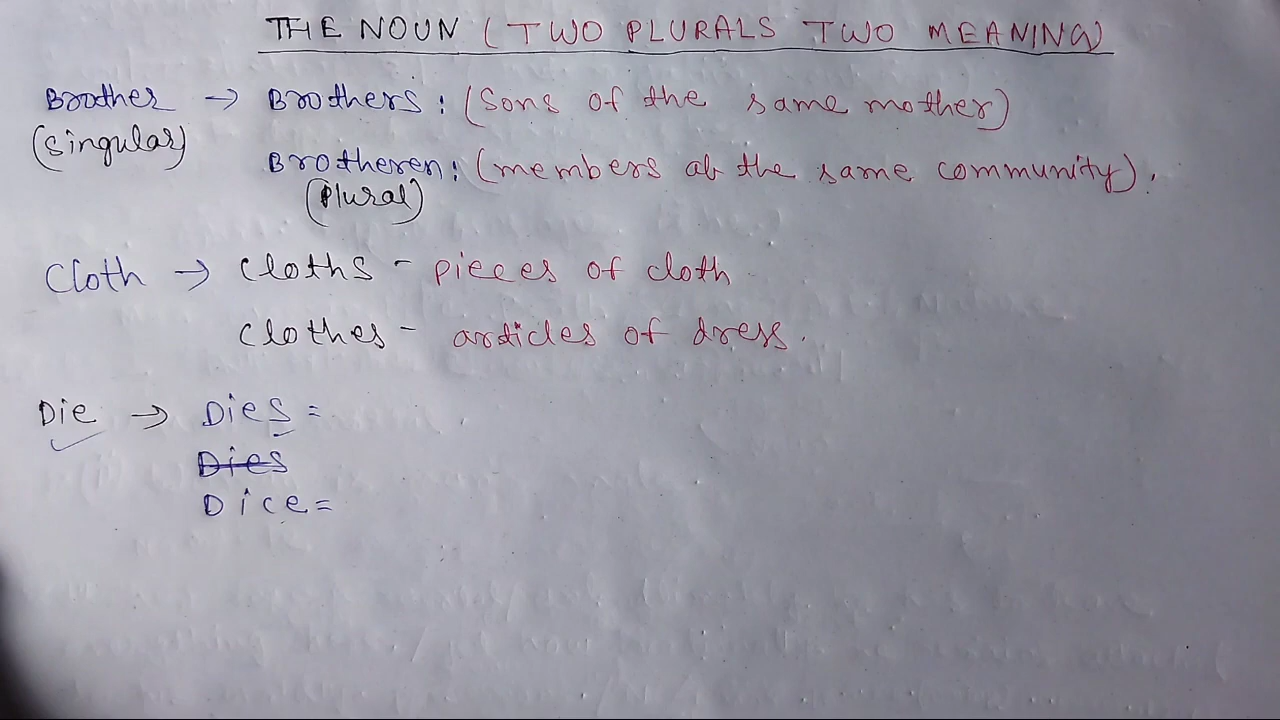 THE NOUN (TWO PLURALS TWO MEANING)
Brother → Brothers: (Sons of the same mother)
(singular)
Brotheren: (members of the same community).
(Plural)
Cloth → Cloths - pieces of cloth
Clothes - articles of dress.
Die → Dies =
Dies
Dice =